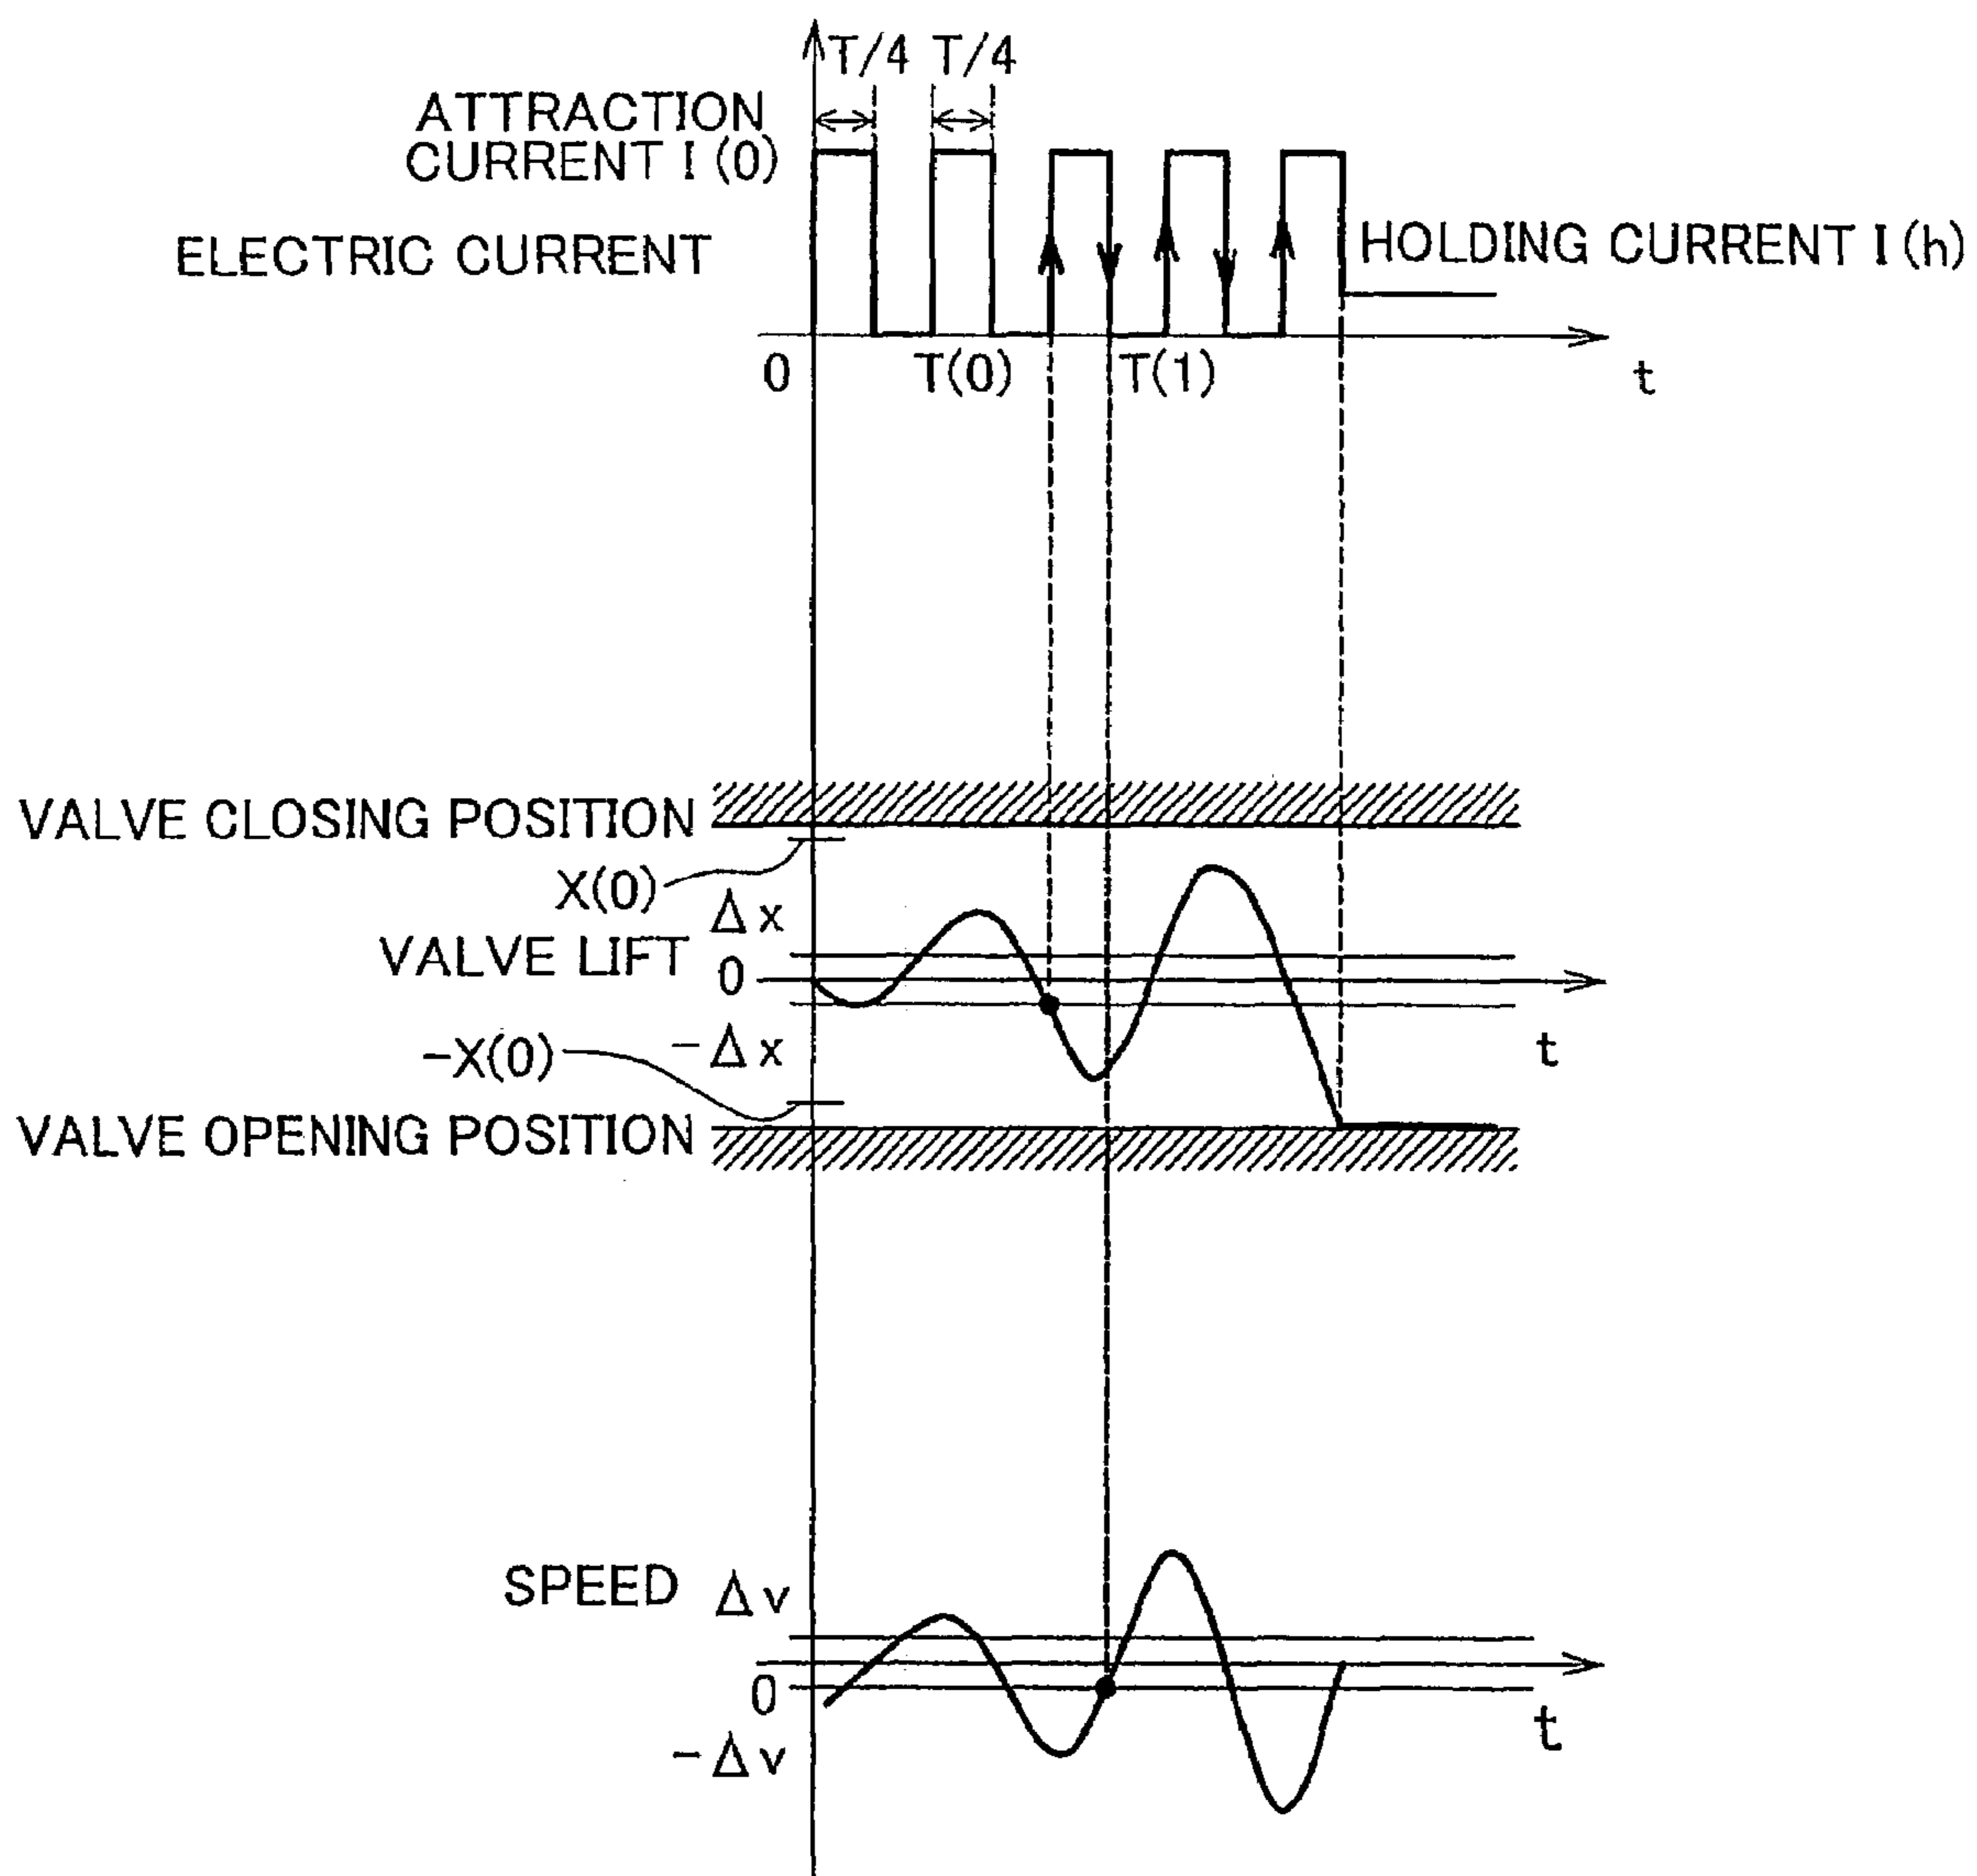 T/4 T/4
ATTRACTION
CURRENT I (0)
ELECTRIC CURRENT
HOLDING CURRENT I (h)
0 T(0) T(1) t
VALVE CLOSING POSITION
X(0)
Δx
VALVE LIFT 0
-Δx
t
-X(0)
VALVE OPENING POSITION
SPEED Δv
0
t
-Δv